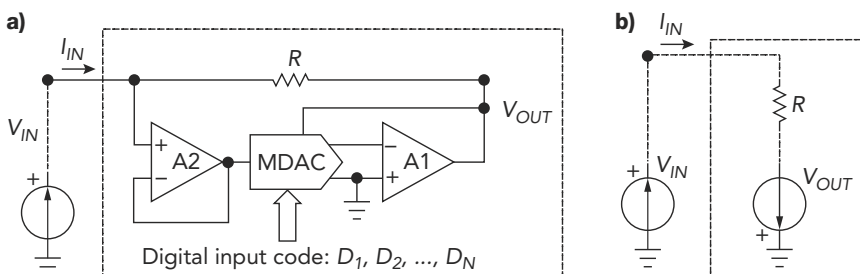 a)
I_IN
R
V_IN
V_OUT
+
A2
−
MDAC
−
A1
+
+
Digital input code: D_1, D_2, ..., D_N
b)
I_IN
R
+
V_IN
V_OUT
+